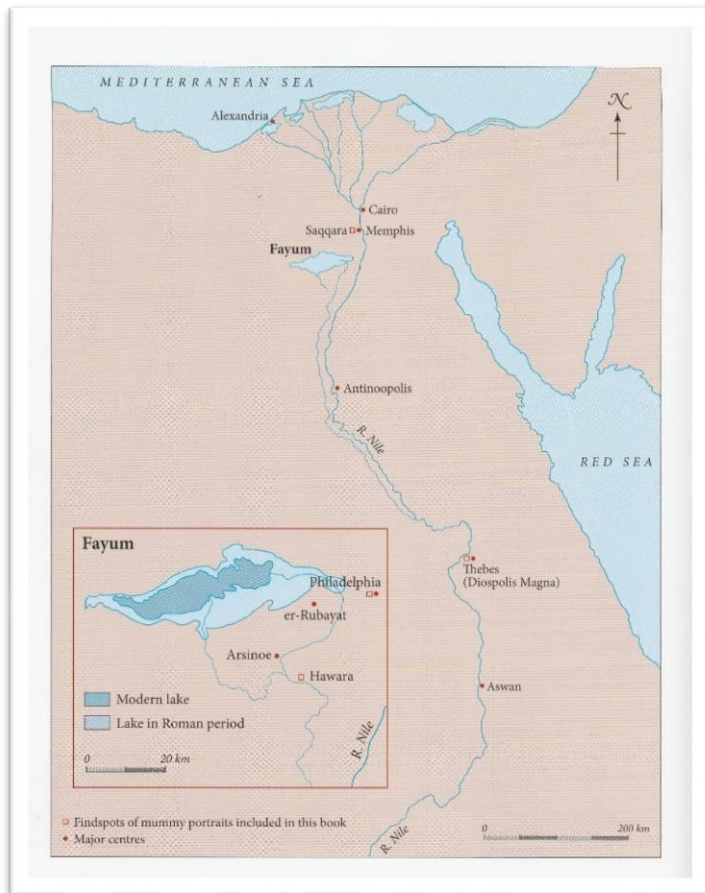 MEDITERRANEAN SEA
N
Alexandria
Cairo
Saqqara
Memphis
Fayum
Antinoopolis
R. Nile
RED SEA
Thebes
(Diospolis Magna)
Aswan
R. Nile
Fayum
Philadelphia
er-Rubayat
Arsinoe
Hawara
Modern lake
Lake in Roman period
R. Nile
0 20 km
Findspots of mummy portraits included in this book
Major centres
0 200 km